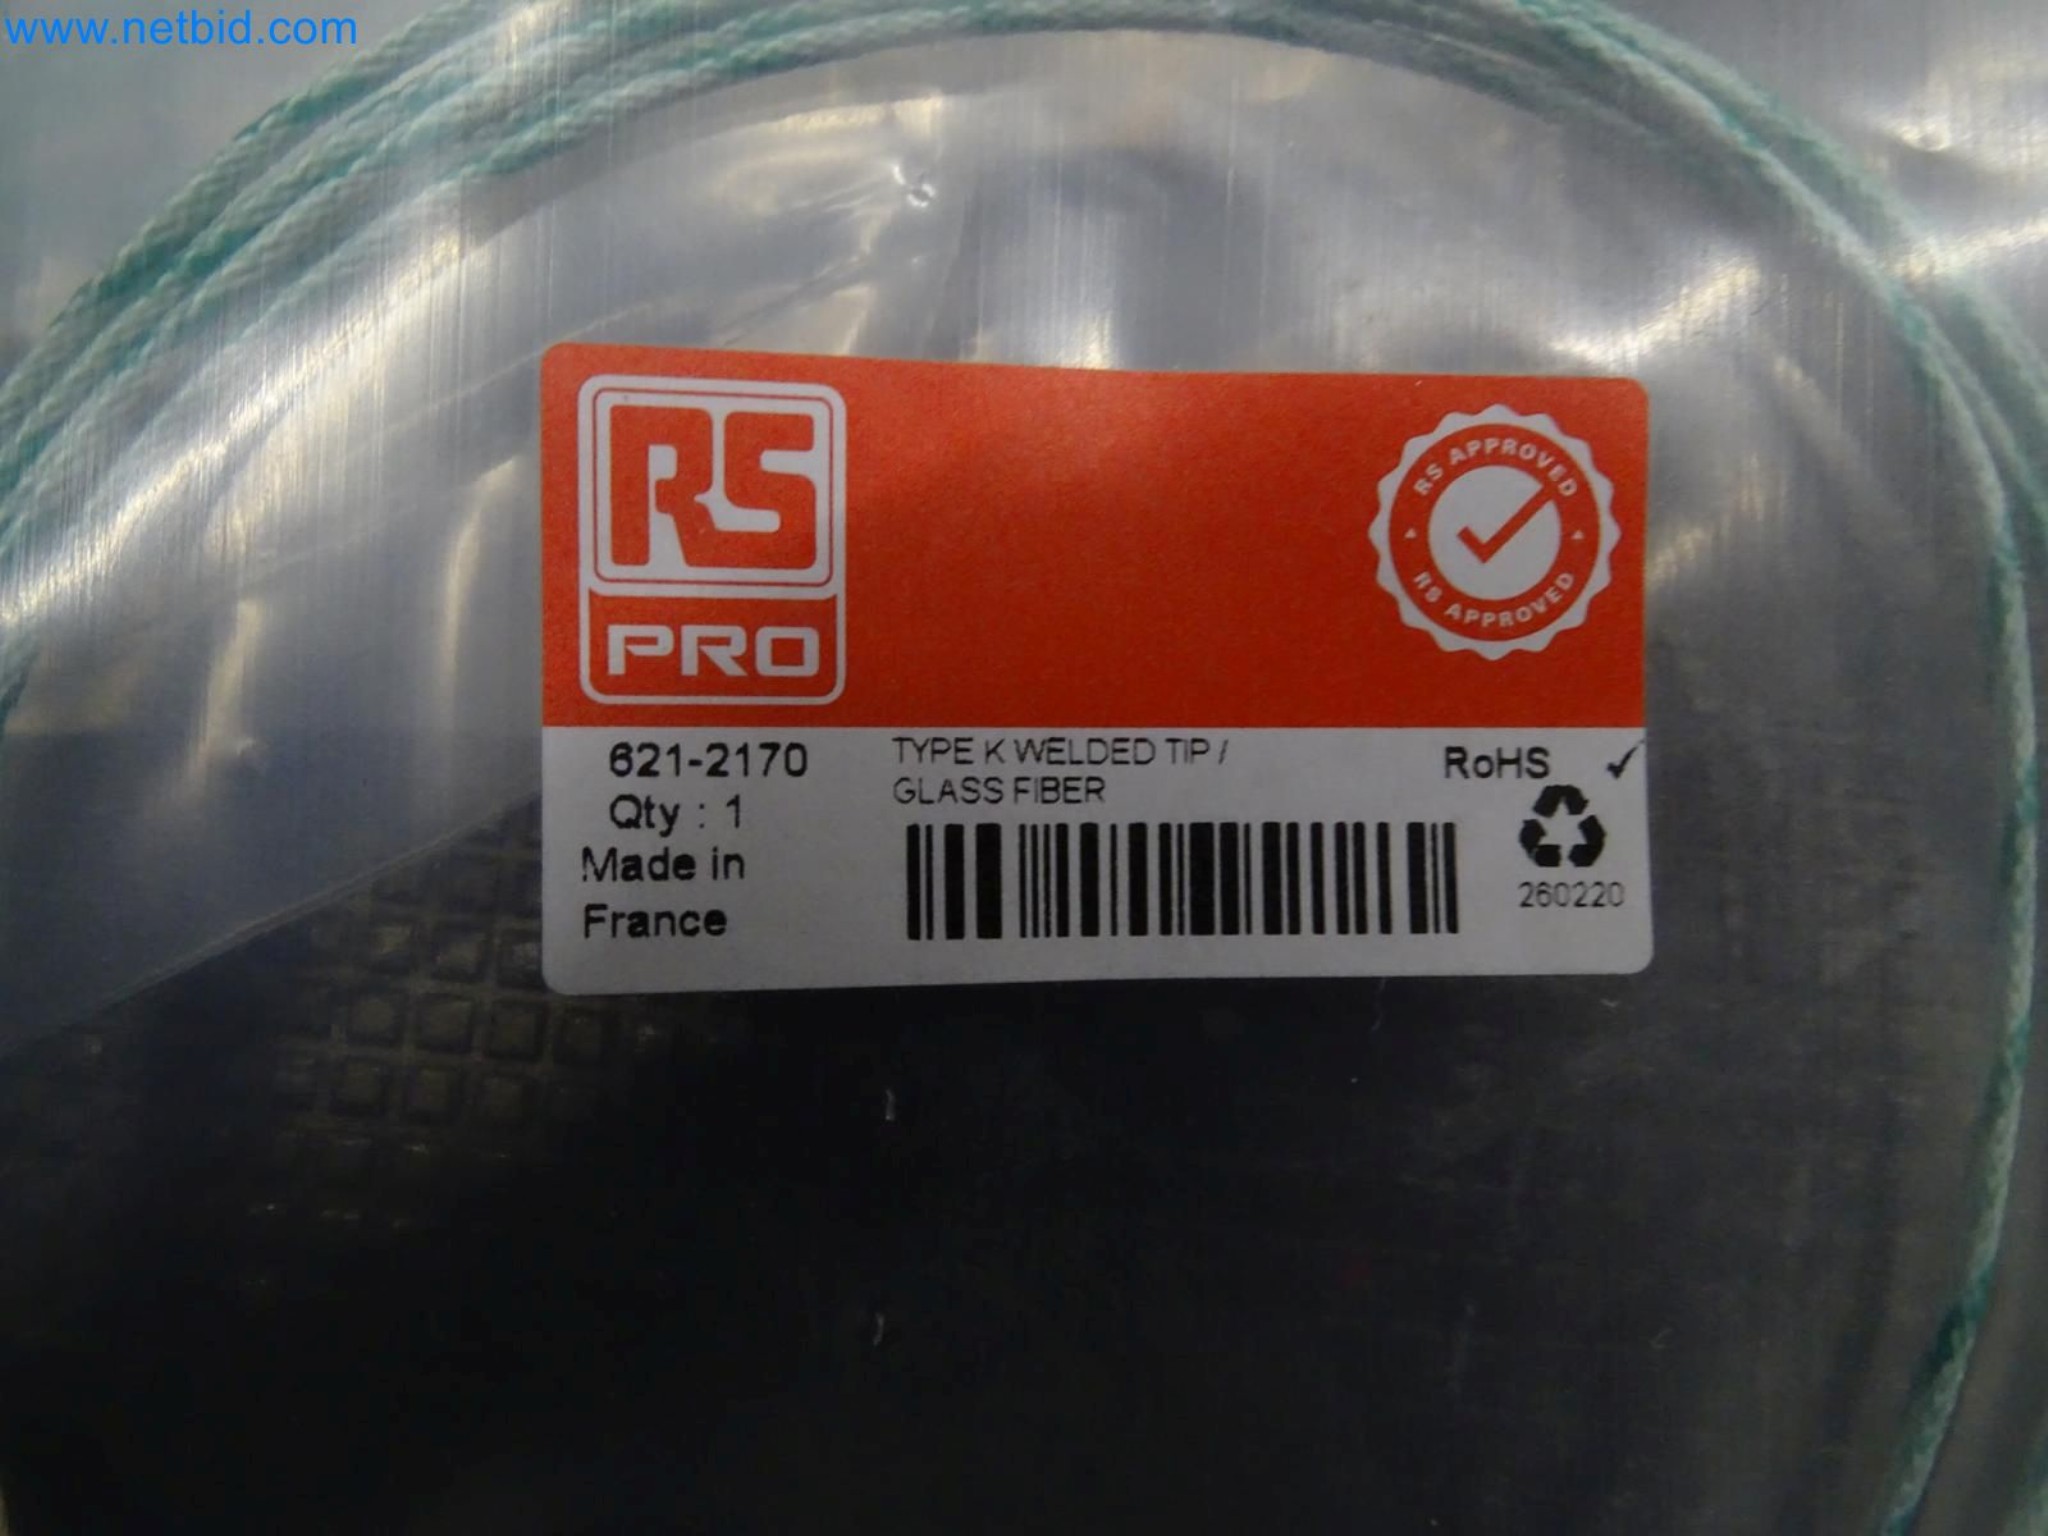 www.netbid.com
RS
PRO
RS APPROVED
RS APPROVED
621-2170
Qty : 1
Made in
France
TYPE K WELDED TIP /
GLASS FIBER
RoHS ✓
260220